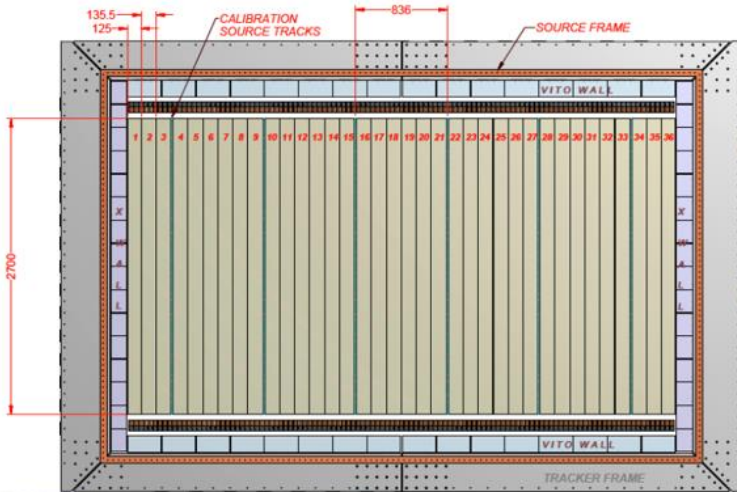 135.5
125
CALIBRATION
SOURCE TRACKS
836
SOURCE FRAME
VITO WALL
1 2 3 4 5 6 7 8 9 10 11 12 13 14 15 16 17 18 19 20 21 22 23 24 25 26 27 28 29 30 31 32 33 34 35 36
2700
X
W
A
L
L
X
W
A
L
L
VITO WALL
TRACKER FRAME